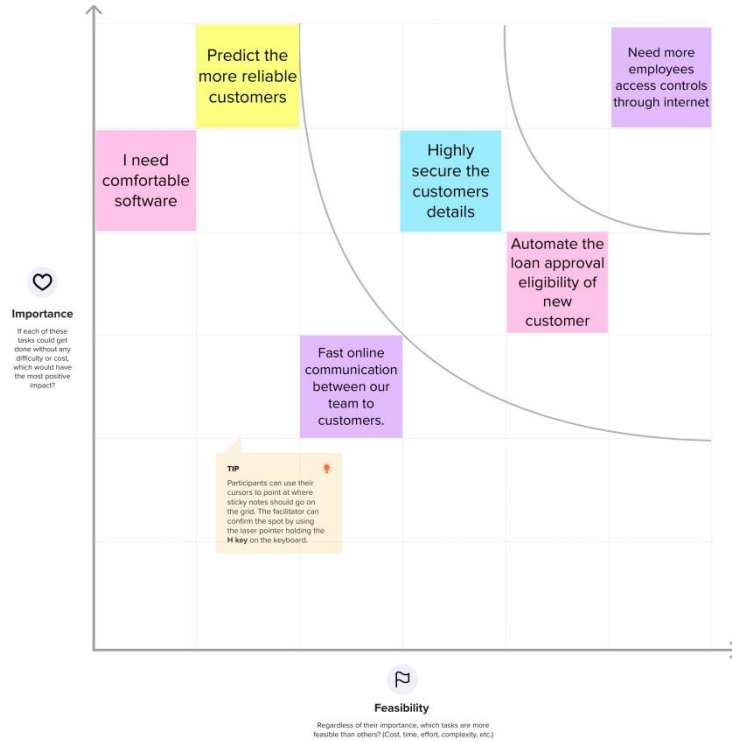 Predict the
more reliable
customers
Need more
employees
access controls
through internet
I need
comfortable
software
Highly
secure the
customers
details
Automate the
loan approval
eligibility of
new
customer
Importance
If each of these
tasks could get
done without any
difficulty or cost,
which would have
the most positive
impact?
Fast online
communication
between our
team to
customers.
TIP
Participants can use their
cursors to point at where
sticky notes should go on
the grid. The facilitator can
confirm the spot by using
the laser pointer holding the
H key on the keyboard.
Feasibility
Regardless of their importance, which tasks are more
feasible than others? (Cost, time, effort, complexity, etc.)